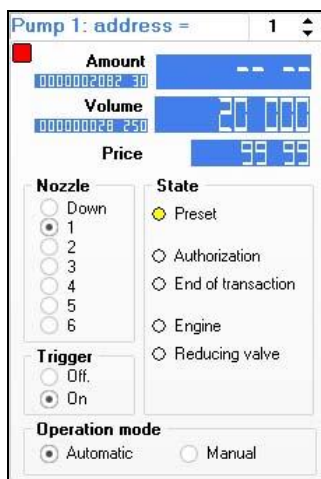 Pump 1: address = 1
Amount
0000002082 30
-- --
Volume
000000028 250
20 000
Price
99 99
Nozzle
Down
1
2
3
4
5
6
State
Preset
Authorization
End of transaction
Engine
Reducing valve
Trigger
Off.
On
Operation mode
Automatic
Manual